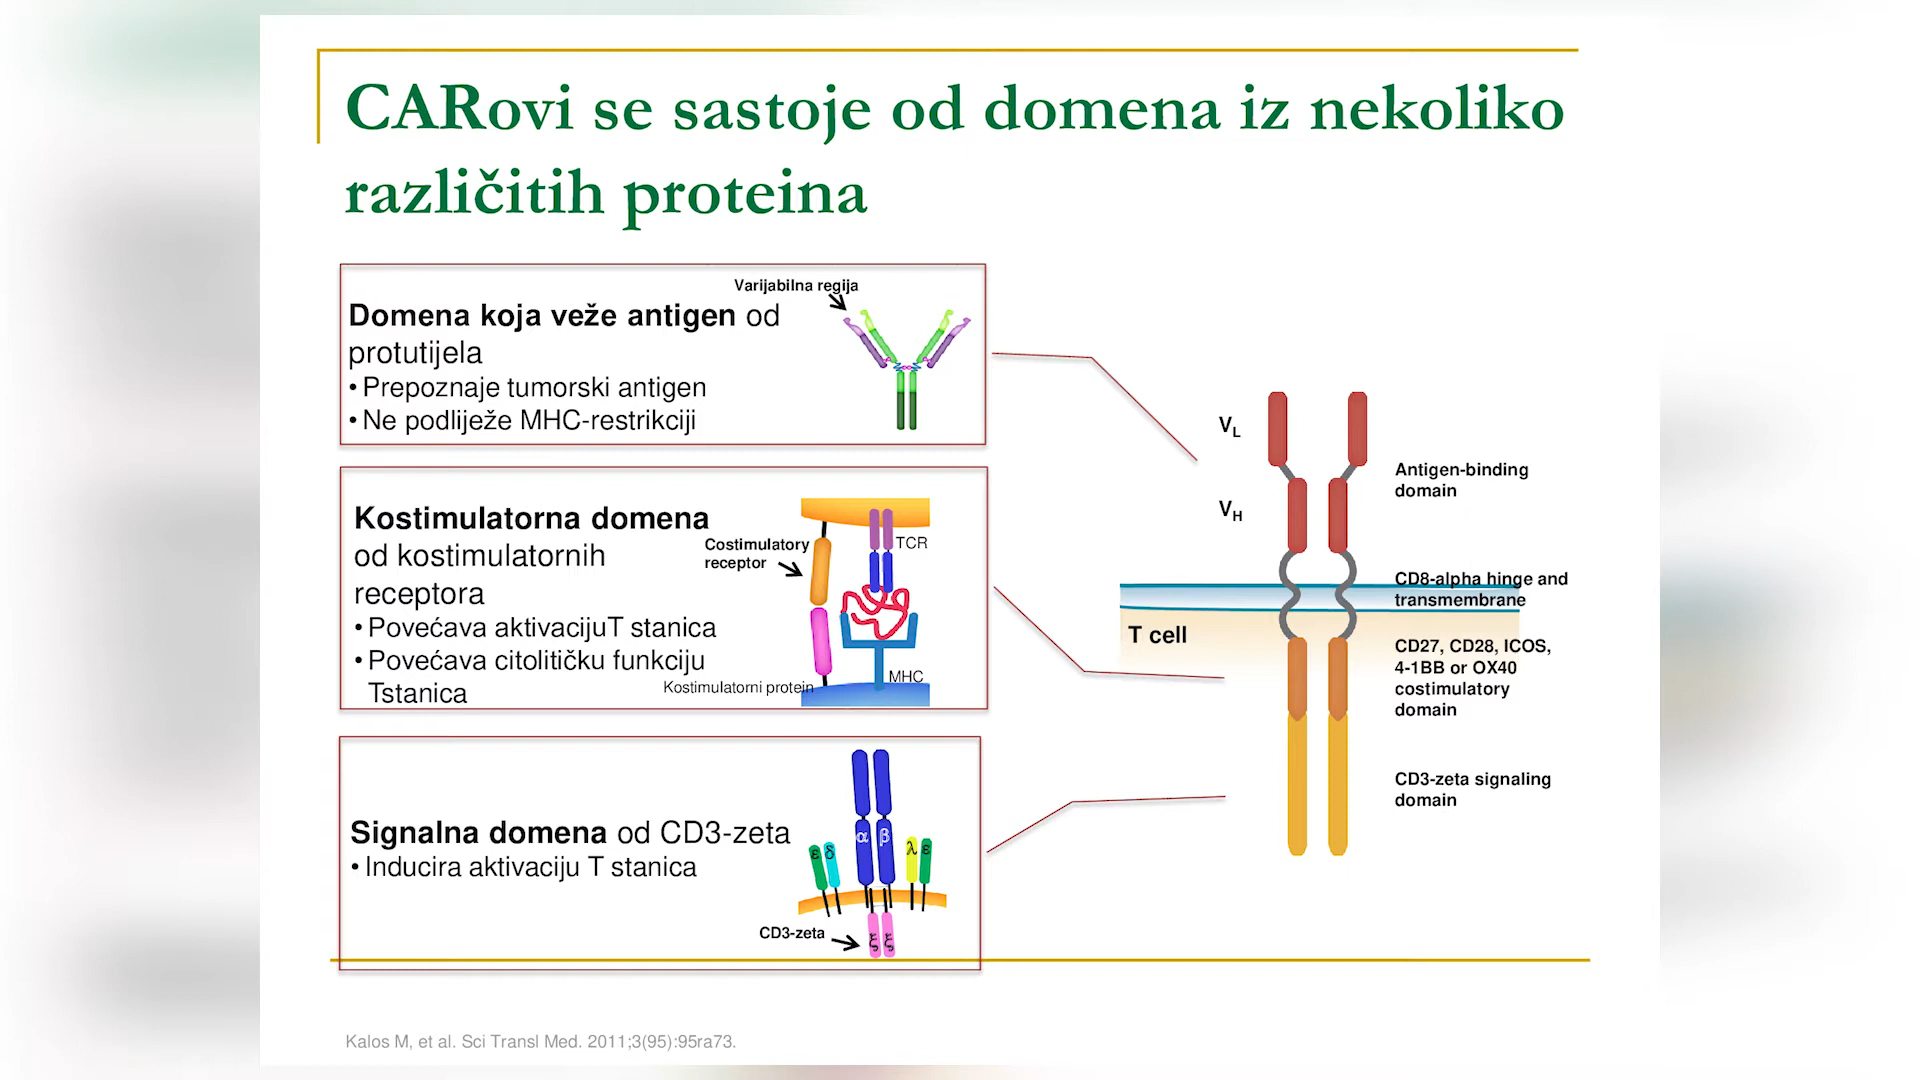 CARovi se sastoje od domena iz nekoliko
različitih proteina
Varijabilna regija
Domena koja veže antigen od
protutijela
• Prepoznaje tumorski antigen
• Ne podliježe MHC-restrikciji
Kostimulatorna domena
od kostimulatornih
receptora
• Povećava aktivacijuT stanica
• Povećava citolitičku funkciju
Tstanica
Costimulatory
receptor
TCR
MHC
Kostimulatorni protein
Signalna domena od CD3-zeta
• Inducira aktivaciju T stanica
α β
ε δ
λ ε
CD3-zeta
ξ ξ
VL
VH
T cell
Antigen-binding
domain
CD8-alpha hinge and
transmembrane
CD27, CD28, ICOS,
4-1BB or OX40
costimulatory
domain
CD3-zeta signaling
domain
Kalos M, et al. Sci Transl Med. 2011;3(95):95ra73.